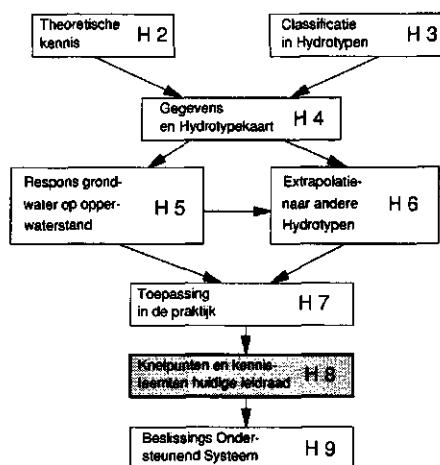 Theoretische
kennis
H 2
Classificatie
in Hydrotypen
H 3
Gegevens
en Hydrotypekaart
H 4
Respons grond-
water op opper-
waterstand
H 5
Extrapolatie-
naar andere
Hydrotypen
H 6
Toepassing
in de praktijk
H 7
Knelpunten en kennis-
leemten huidige leidraad
H 8
Beslissings Onder-
steunend Systeem
H 9